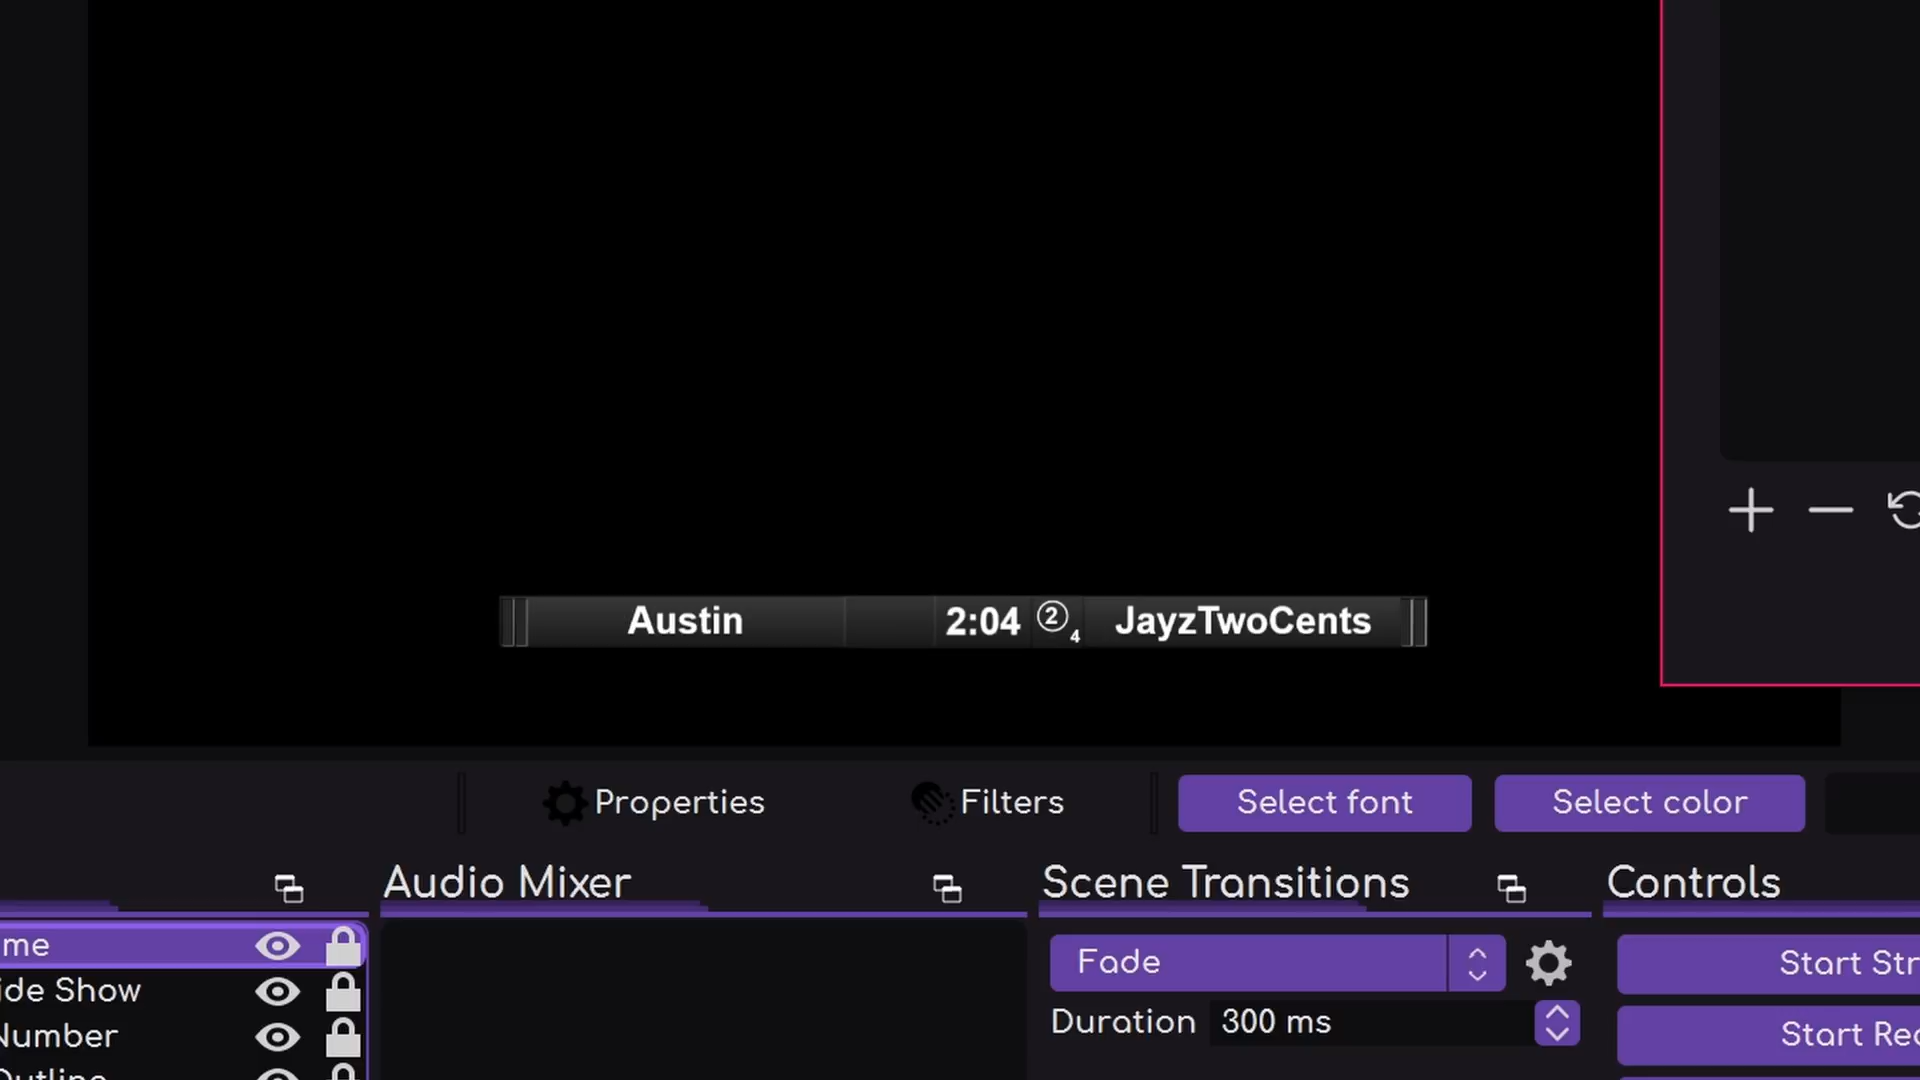 Austin 2:04 2 4 JayzTwoCents
Properties Filters Select font Select color
Audio Mixer Scene Transitions Controls
me Fade Start Str
ide Show
Number Duration 300 ms Start Rec
Outline